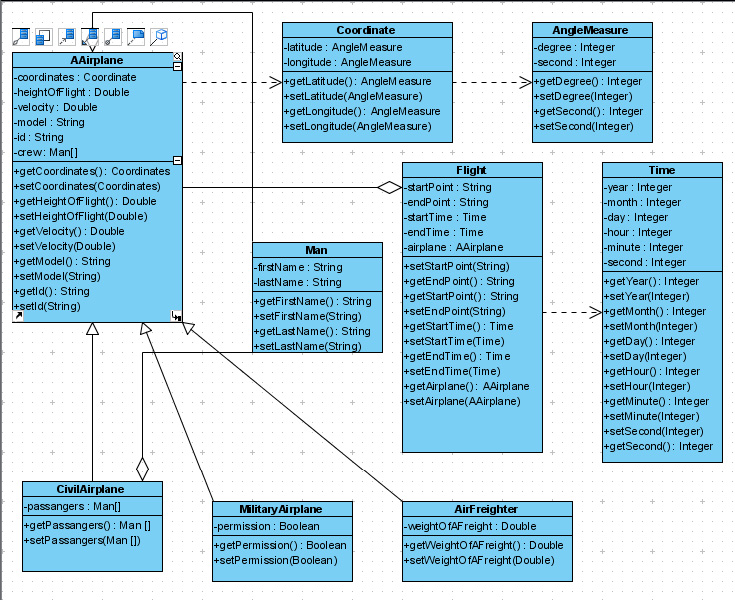 AAirplane
-coordinates : Coordinate
-heightOfFlight : Double
-velocity : Double
-model : String
-id : String
-crew : Man[]
+getCoordinates() : Coordinates
+setCoordinates(Coordinates)
+getHeightOfFlight() : Double
+setHeightOfFlight(Double)
+getVelocity() : Double
+setVelocity(Double)
+getModel() : String
+setModel(String)
+getId() : String
+setId(String)
Coordinate
-latitude : AngleMeasure
-longitude : AngleMeasure
+getLatitude() : AngleMeasure
+setLatitude(AngleMeasure)
+getLongitude() : AngleMeasure
+setLongitude(AngleMeasure)
AngleMeasure
-degree : Integer
-second : Integer
+getDegree() : Integer
+setDegree(Integer)
+getSecond() : Integer
+setSecond(Integer)
Man
-firstName : String
-lastName : String
+getFirstName() : String
+setFirstName(String)
+getLastName() : String
+setLastName(String)
Flight
-startPoint : String
-endPoint : String
-startTime : Time
-endTime : Time
-airplane : AAirplane
+setStartPoint(String)
+getEndPoint() : String
+getStartPoint() : String
+setEndPoint(String)
+getStartTime() : Time
+setStartTime(Time)
+getEndTime() : Time
+setEndTime(Time)
+getAirplane() : AAirplane
+setAirplane(AAirplane)
Time
-year : Integer
-month : Integer
-day : Integer
-hour : Integer
-minute : Integer
-second : Integer
+getYear() : Integer
+setYear(Integer)
+getMonth() : Integer
+setMonth(Integer)
+getDay() : Integer
+setDay(Integer)
+getHour() : Integer
+setHour(Integer)
+getMinute() : Integer
+setMinute(Integer)
+setSecond(Integer)
+getSecond() : Integer
CivilAirplane
-passangers : Man[]
+getPassangers() : Man []
+setPassangers(Man [])
MilitaryAirplane
-permission : Boolean
+getPermission() : Boolean
+setPermission(Boolean)
AirFreighter
-weightOfAFreight : Double
+getWeightOfAFreight() : Double
+setWeightOfAFreight(Double)